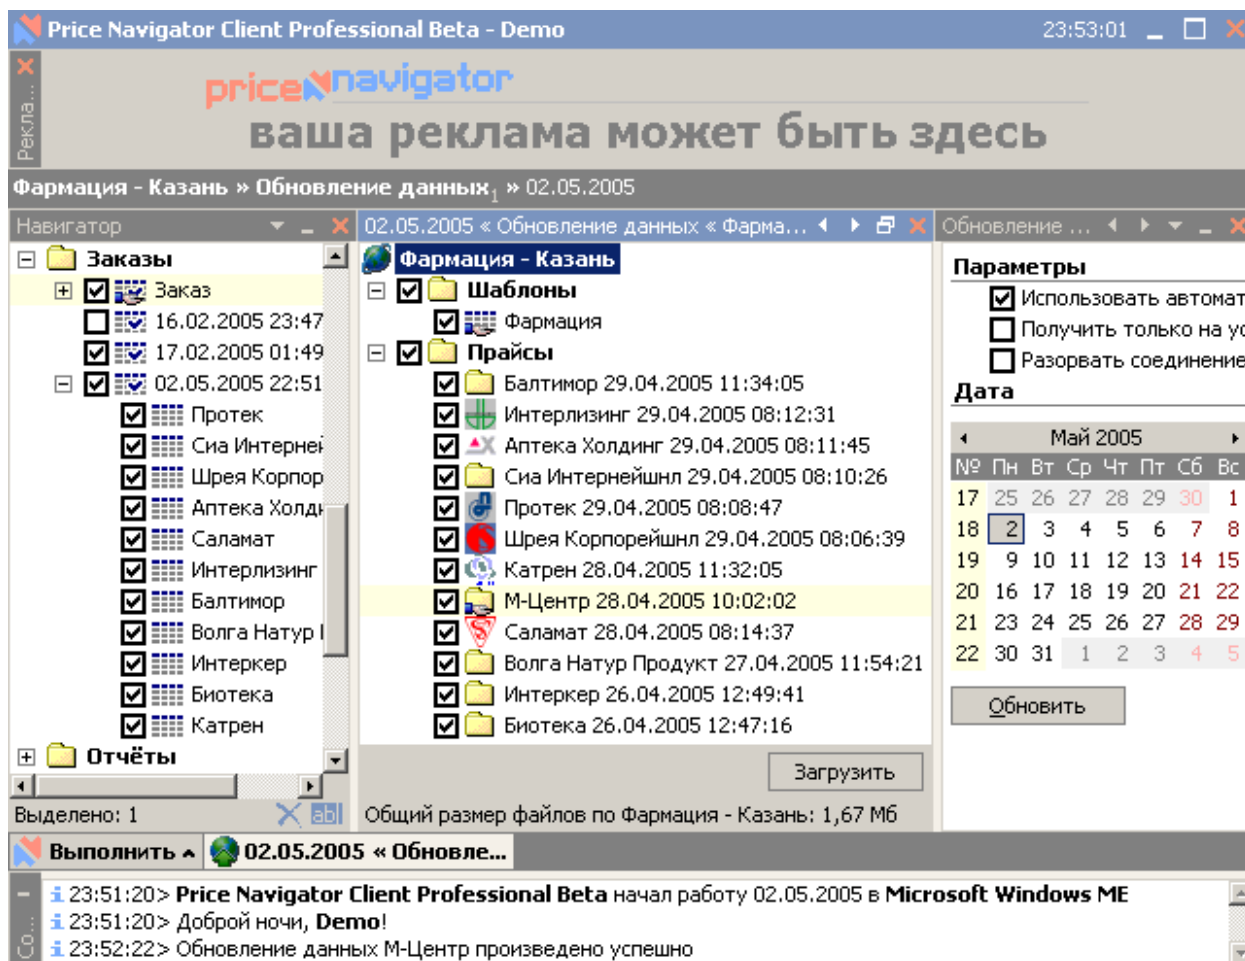 Price Navigator Client Professional Beta - Demo 23:53:01
Рекла...
price navigator
ваша реклама может быть здесь
Фармация - Казань » Обновление данных1 » 02.05.2005
Навигатор
Заказы
Заказ
16.02.2005 23:47
17.02.2005 01:49
02.05.2005 22:51
Протек
Сиа Интерней
Шрея Корпор
Аптека Холд
Саламат
Интерлизинг
Балтимор
Волга Натур
Интеркер
Биотека
Катрен
Отчёты
Выделено: 1
02.05.2005 « Обновление данных « Фарма...
Фармация - Казань
Шаблоны
Фармация
Прайсы
Балтимор 29.04.2005 11:34:05
Интерлизинг 29.04.2005 08:12:31
Аптека Холдинг 29.04.2005 08:11:45
Сиа Интернейшнл 29.04.2005 08:10:26
Протек 29.04.2005 08:08:47
Шрея Корпорейшнл 29.04.2005 08:06:39
Катрен 28.04.2005 11:32:05
М-Центр 28.04.2005 10:02:02
Саламат 28.04.2005 08:14:37
Волга Натур Продукт 27.04.2005 11:54:21
Интеркер 26.04.2005 12:49:41
Биотека 26.04.2005 12:47:16
Загрузить
Общий размер файлов по Фармация - Казань: 1,67 Мб
Обновление ...
Параметры
Использовать автомат
Получить только на ус
Разорвать соединение
Дата
Май 2005
№ Пн Вт Ср Чт Пт Сб Вс
17 25 26 27 28 29 30 1
18 2 3 4 5 6 7 8
19 9 10 11 12 13 14 15
20 16 17 18 19 20 21 22
21 23 24 25 26 27 28 29
22 30 31 1 2 3 4 5
Обновить
Выполнить
02.05.2005 « Обновле...
Со...
23:51:20> Price Navigator Client Professional Beta начал работу 02.05.2005 в Microsoft Windows ME
23:51:20> Доброй ночи, Demo!
23:52:22> Обновление данных М-Центр произведено успешно